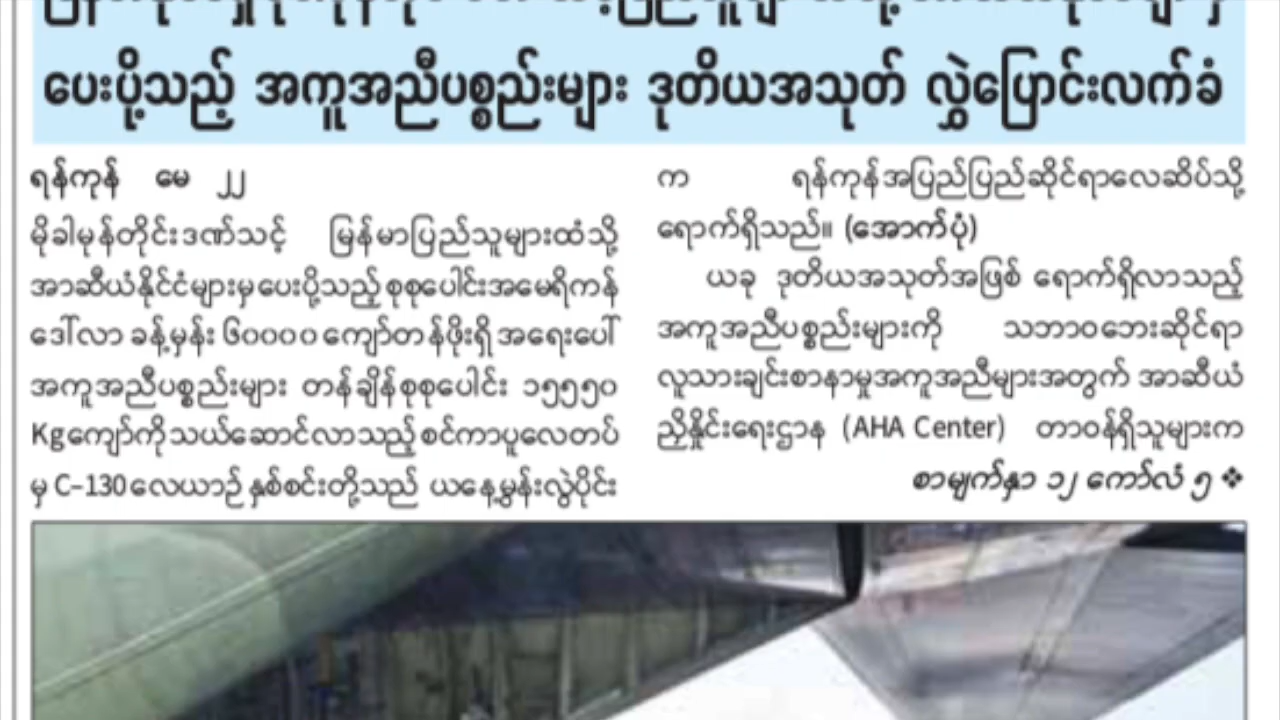 ပေးပို့သည့် အကူအညီပစ္စည်းများ ဒုတိယအသုတ် လွှဲပြောင်းလက်ခံ
ရန်ကုန် မေ ၂၂
မိုခါမုန်တိုင်းဒဏ်သင့် မြန်မာပြည်သူများထံသို့
အာဆီယံနိုင်ငံများမှပေးပို့သည့်စုစုပေါင်းအမေရိကန်
ဒေါ်လာ ခန့်မှန်း ၆၀၀၀၀ ကျော်တန်ဖိုးရှိ အရေးပေါ်
အကူအညီပစ္စည်းများ တန်ချိန်စုစုပေါင်း ၁၅၅၅၀
Kgကျော်ကိုသယ်ဆောင်လာသည့်စင်ကာပူလေတပ်
မှ C-130 လေယာဉ် နှစ်စင်းတို့သည် ယနေ့မွန်းလွဲပိုင်း
က ရန်ကုန်အပြည်ပြည်ဆိုင်ရာလေဆိပ်သို့
ရောက်ရှိသည်။ (အောက်ပုံ)
ယခု ဒုတိယအသုတ်အဖြစ် ရောက်ရှိလာသည့်
အကူအညီပစ္စည်းများကို သဘာဝဘေးဆိုင်ရာ
လူသားချင်းစာနာမှုအကူအညီများအတွက် အာဆီယံ
ညှိနှိုင်းရေးဌာန (AHA Center) တာဝန်ရှိသူများက
စာမျက်နှာ ၁၂ ကော်လံ ၅ ❖